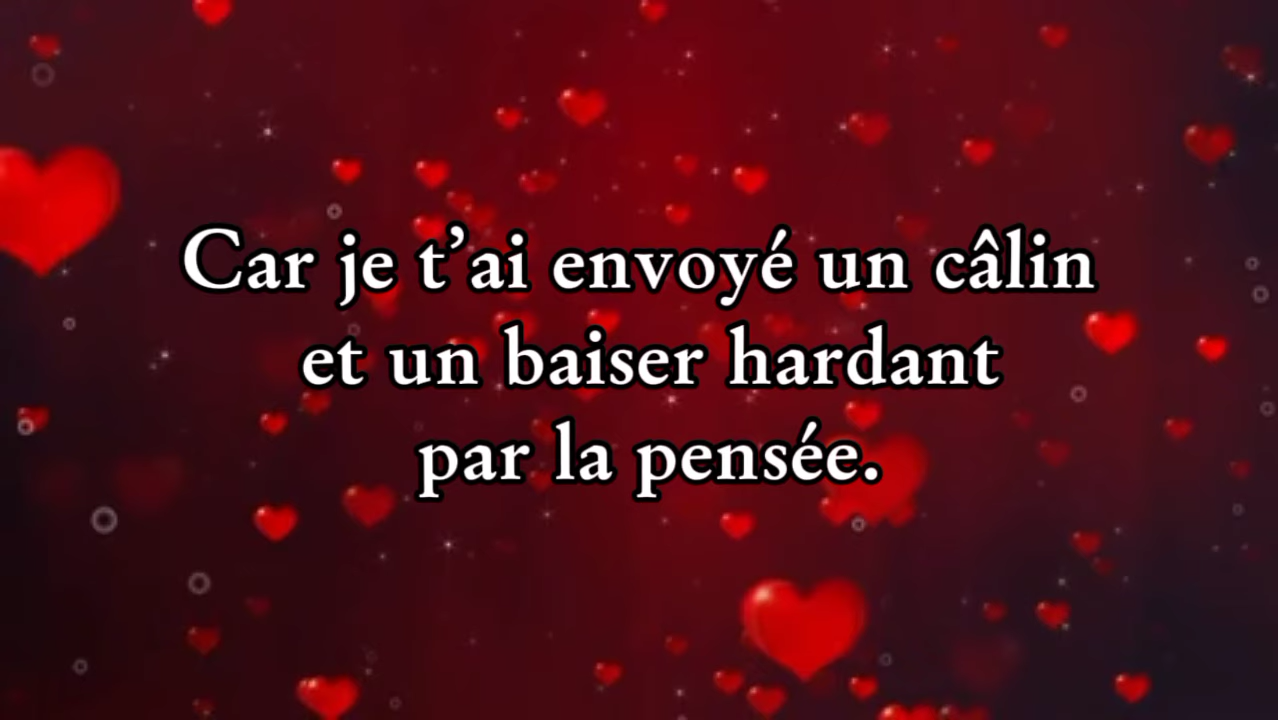 Car je t’ai envoyé un câlin
et un baiser hardant
par la pensée.